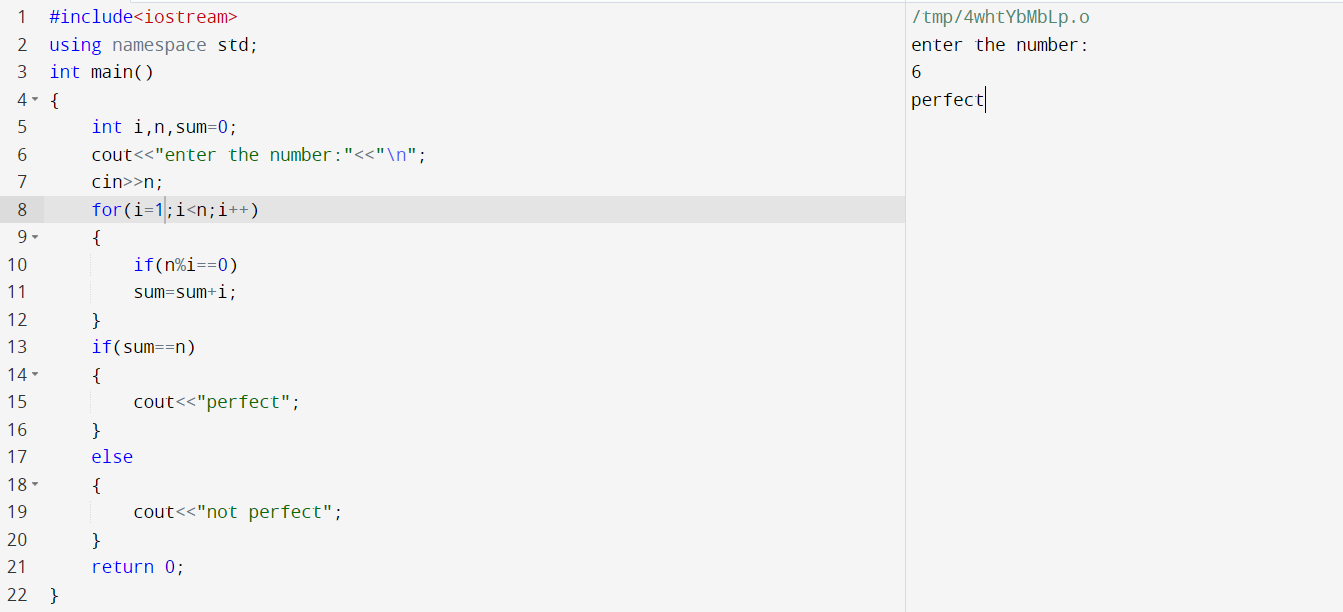 1 #include<iostream>
2 using namespace std;
3 int main()
4 {
5     int i,n,sum=0;
6     cout<<"enter the number:"<<"\n";
7     cin>>n;
8     for(i=1;i<n;i++)
9     {
10         if(n%i==0)
11         sum=sum+i;
12     }
13     if(sum==n)
14     {
15         cout<<"perfect";
16     }
17     else
18     {
19         cout<<"not perfect";
20     }
21     return 0;
22 }
/tmp/4whtYbMbLp.o
enter the number:
6
perfect